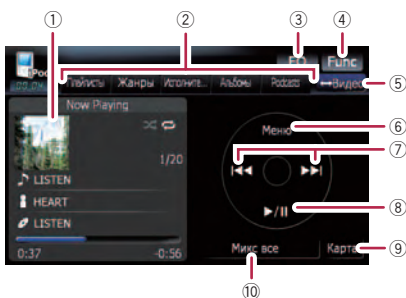 ① ② ③ ④
EQ Func
iPod
Плейлисты Жанры Исполните... Альбомы Podcasts Видео ⑤
Now Playing
Меню ⑥
1/20
⑦
LISTEN
HEART
⑧
LISTEN
0:37 -0:56
Микс все Карта ⑨
⑩